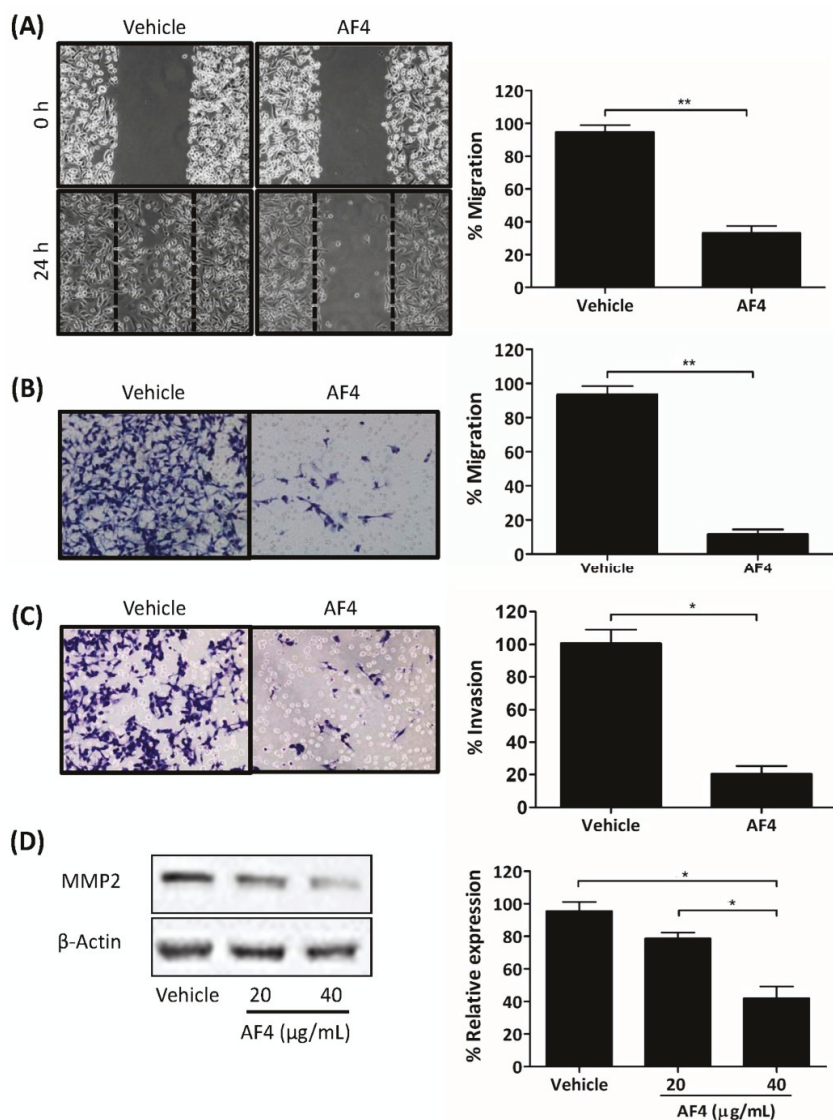 (A)
Vehicle
AF4
0 h
24 h
% Migration
120
100
80
60
40
20
0
**
Vehicle
AF4
(B)
Vehicle
AF4
% Migration
120
100
80
60
40
20
0
**
Vehicle
AF4
(C)
Vehicle
AF4
% Invasion
120
100
80
60
40
20
0
*
Vehicle
AF4
(D)
MMP2
β-Actin
Vehicle
20
40
AF4 (µg/mL)
% Relative expression
120
100
80
60
40
20
0
*
*
Vehicle
20
40
AF4 (µg/mL)